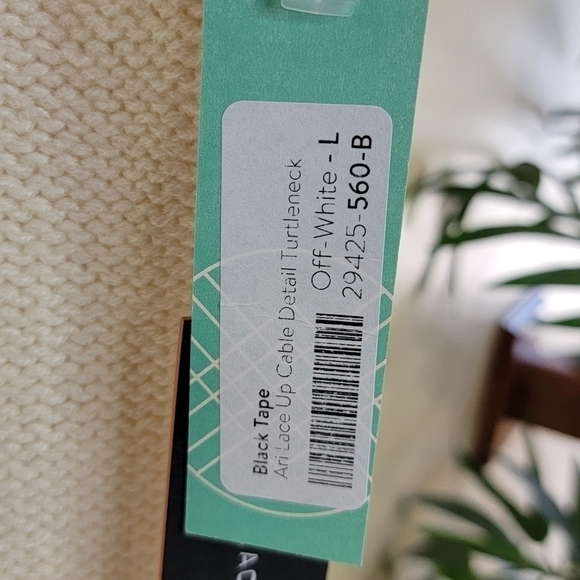 Black Tape
Ari Lace Up Cable Detail Turtleneck
Off-White - L
29425-560-B